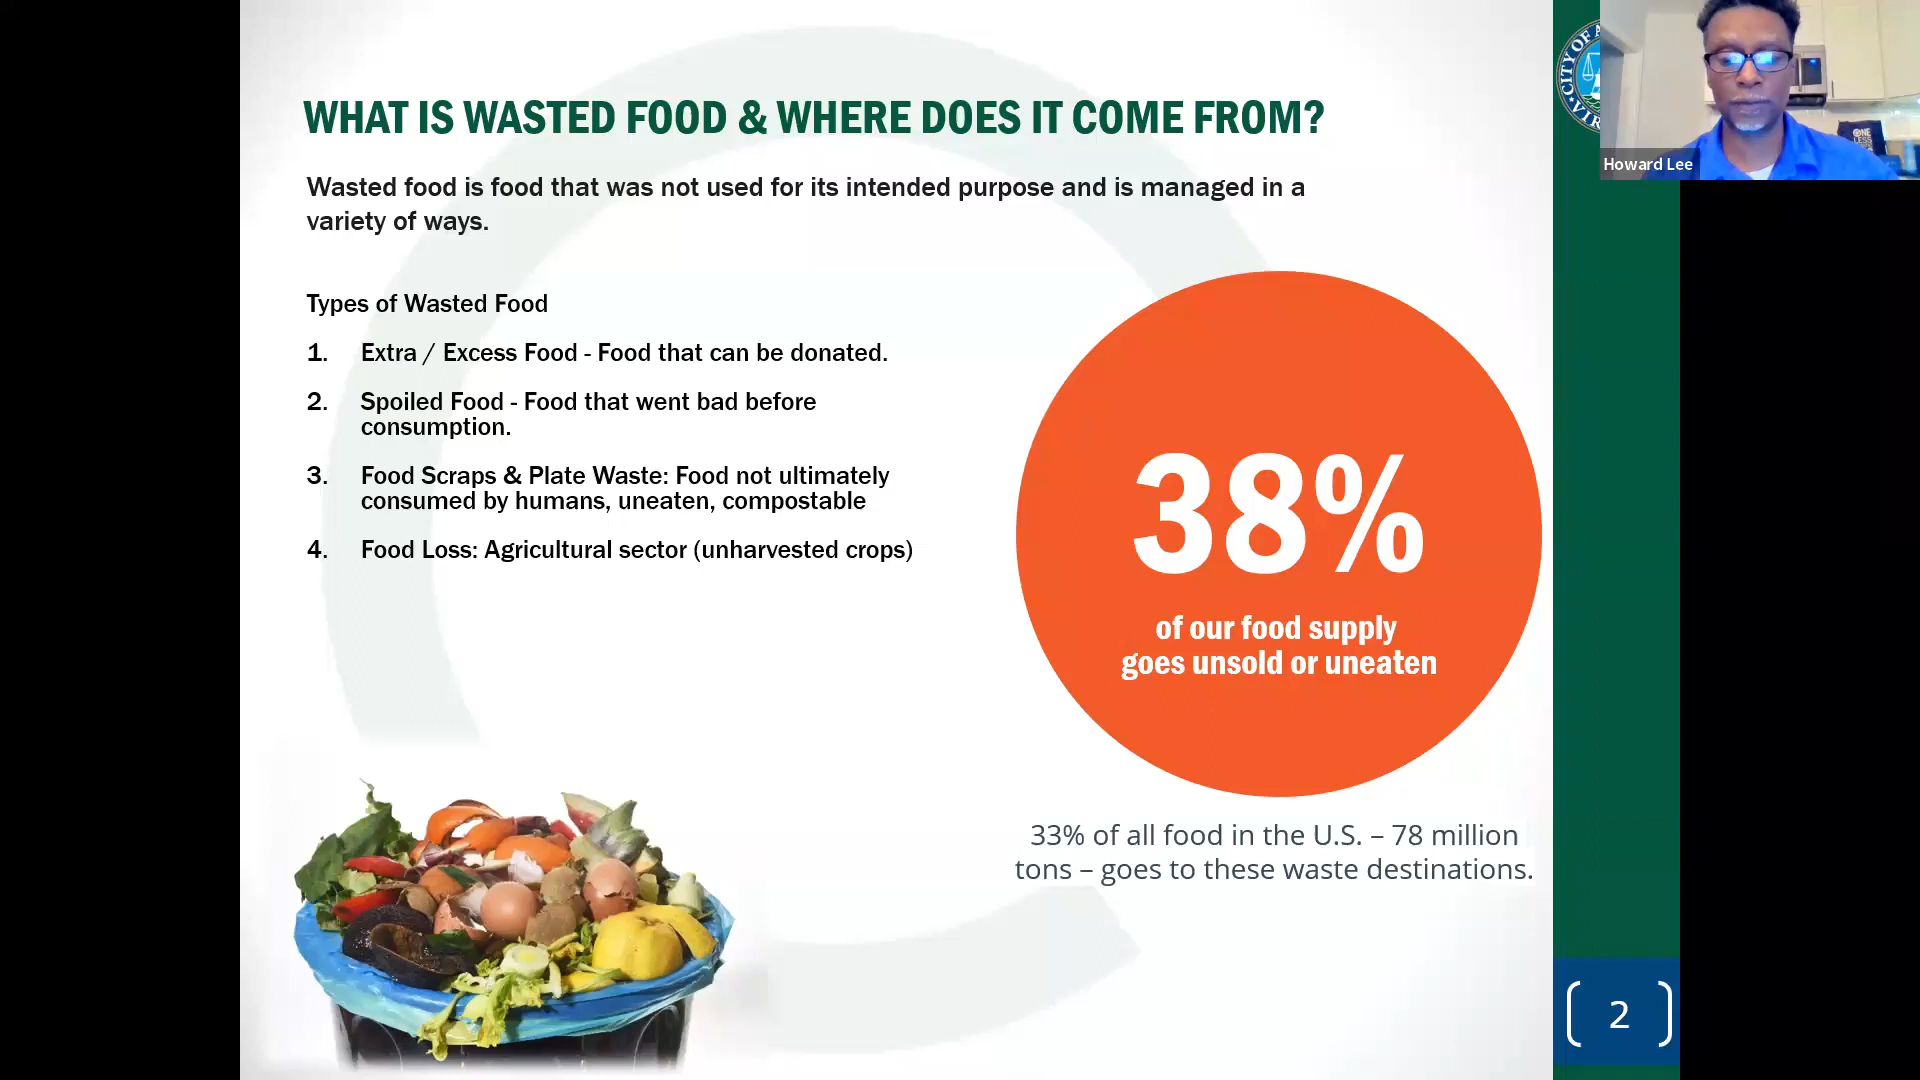 WHAT IS WASTED FOOD & WHERE DOES IT COME FROM?
Wasted food is food that was not used for its intended purpose and is managed in a
variety of ways.
Types of Wasted Food
1. Extra / Excess Food - Food that can be donated.
2. Spoiled Food - Food that went bad before
consumption.
3. Food Scraps & Plate Waste: Food not ultimately
consumed by humans, uneaten, compostable
4. Food Loss: Agricultural sector (unharvested crops)
38%
of our food supply
goes unsold or uneaten
33% of all food in the U.S. – 78 million
tons – goes to these waste destinations.
CITY OF
VIR
Howard Lee
ONE
LESS
2